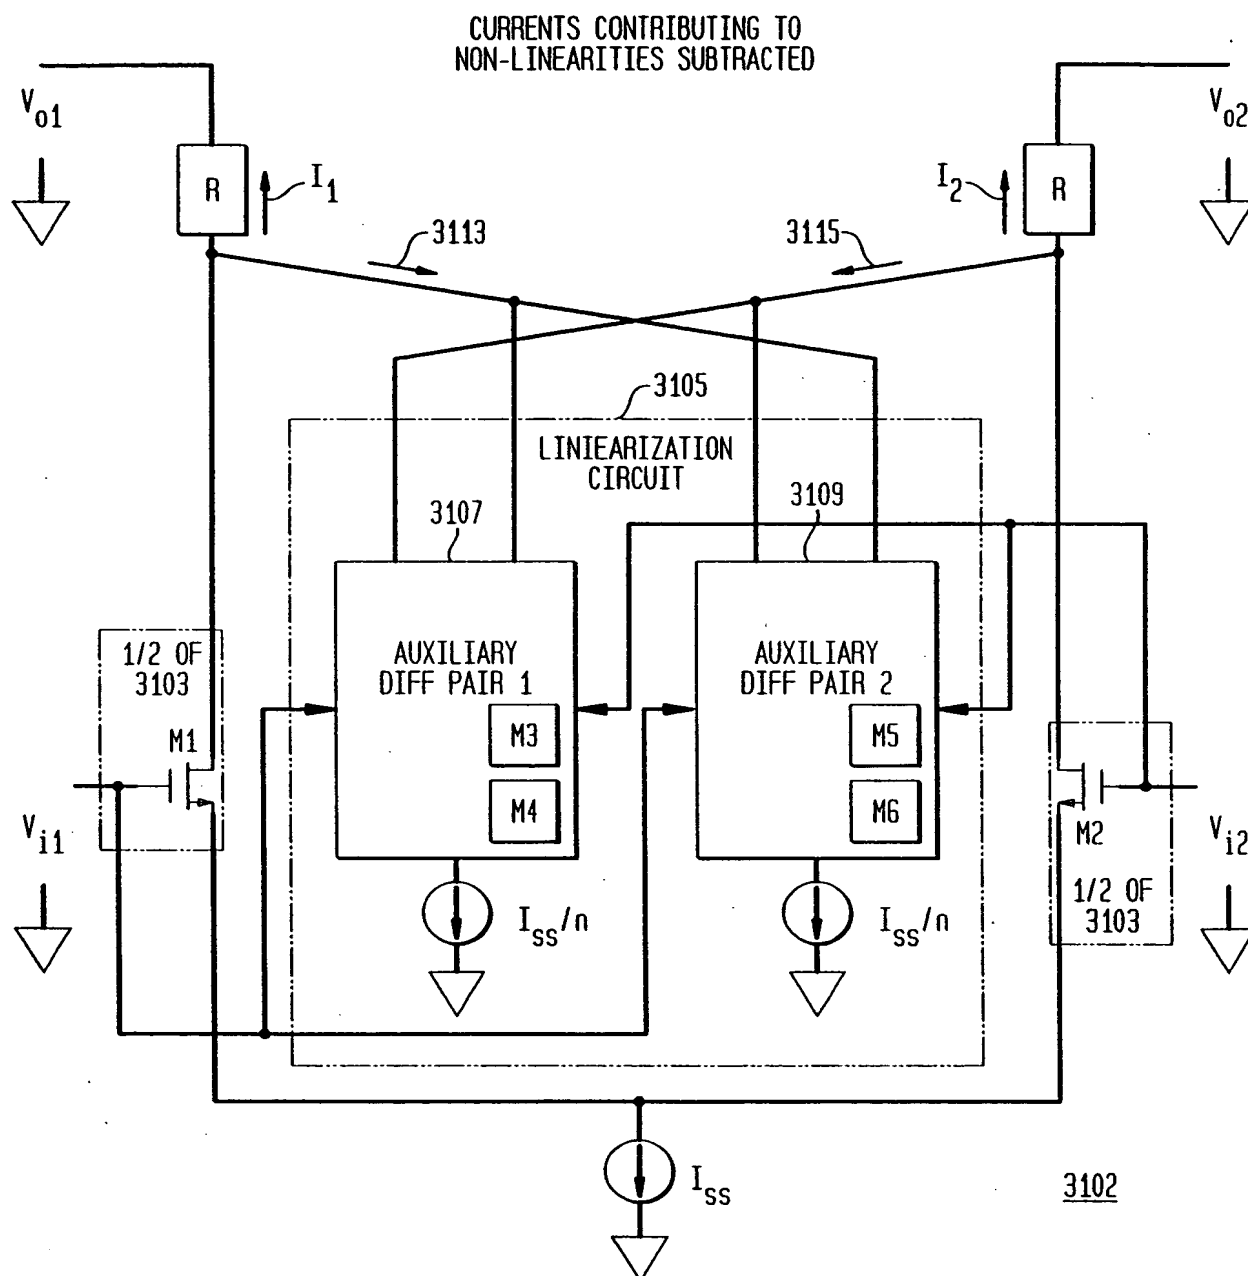 CURRENTS CONTRIBUTING TO
NON-LINEARITIES SUBTRACTED
Vo1
Vo2
R
I1
I2
R
3113
3115
3105
LINIEARIZATION
CIRCUIT
3107
3109
1/2 OF
3103
AUXILIARY
DIFF PAIR 1
AUXILIARY
DIFF PAIR 2
M1
M3
M5
M4
M6
M2
Vi1
Vi2
1/2 OF
3103
ISS/n
ISS/n
ISS
3102